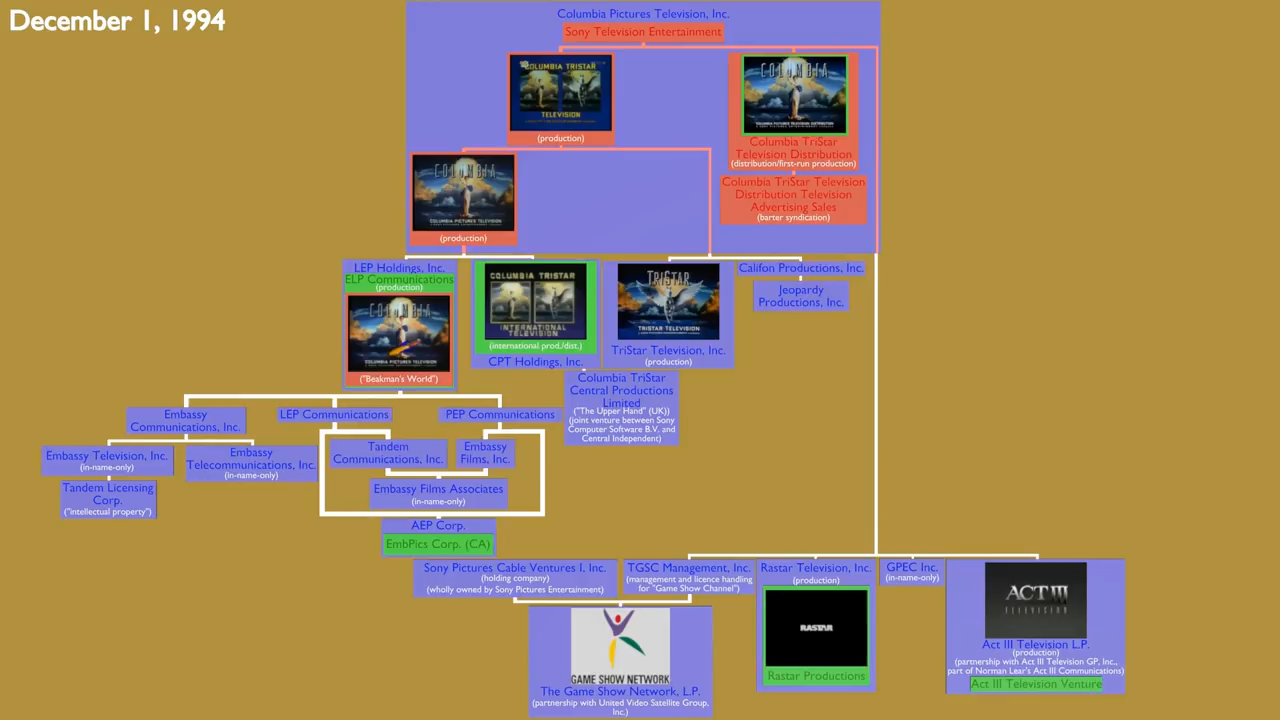 December 1, 1994
Columbia Pictures Television, Inc.
Sony Television Entertainment
COLUMBIA TRISTAR
TELEVISION
(production)
COLUMBIA
COLUMBIA PICTURES TELEVISION DISTRIBUTION
Columbia TriStar
Television Distribution
(distribution/first-run production)
Columbia TriStar Television
Distribution Television
Advertising Sales
(barter syndication)
COLUMBIA
COLUMBIA PICTURES TELEVISION
(production)
LEP Holdings, Inc.
ELP Communications
(production)
COLUMBIA
COLUMBIA PICTURES TELEVISION
("Beakman's World")
COLUMBIA TRISTAR
INTERNATIONAL
TELEVISION
(international prod./dist.)
CPT Holdings, Inc.
TRISTAR
TRISTAR TELEVISION
TriStar Television, Inc.
(production)
Califon Productions, Inc.
Jeopardy
Productions, Inc.
Columbia TriStar
Central Productions
Limited
("The Upper Hand" (UK))
(joint venture between Sony
Computer Software B.V. and
Central Independent)
Embassy
Communications, Inc.
LEP Communications
PEP Communications
Embassy Television, Inc.
(in-name-only)
Embassy
Telecommunications, Inc.
(in-name-only)
Tandem
Communications, Inc.
Embassy
Films, Inc.
Tandem Licensing
Corp.
("intellectual property")
Embassy Films Associates
(in-name-only)
AEP Corp.
EmbPics Corp. (CA)
Sony Pictures Cable Ventures I, Inc.
(holding company)
(wholly owned by Sony Pictures Entertainment)
TGSC Management, Inc.
(management and licence handling
for "Game Show Channel")
Rastar Television, Inc.
(production)
RASTAR
Rastar Productions
GPEC Inc.
(in-name-only)
ACT III
TELEVISION
Act III Television L.P.
(production)
(partnership with Act III Television GP, Inc.,
part of Norman Lear's Act III Communications)
Act III Television Venture
GAME SHOW NETWORK
The Game Show Network, L.P.
(partnership with United Video Satellite Group,
Inc.)